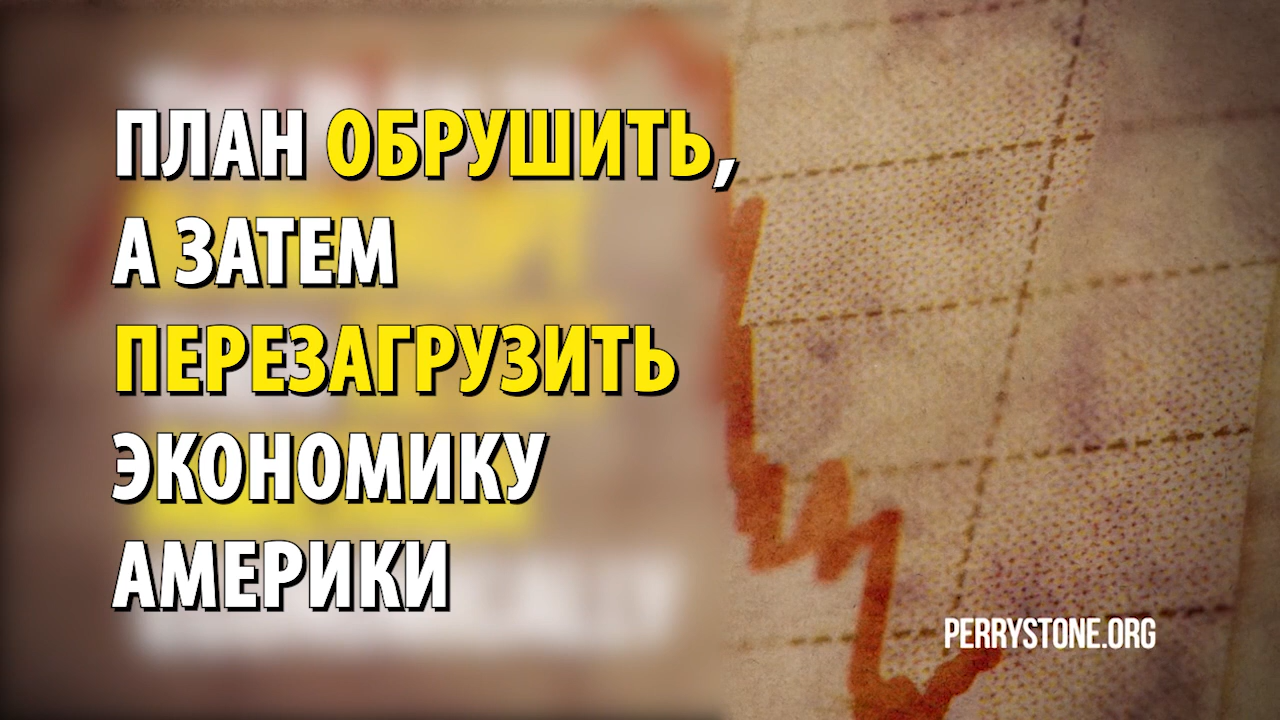 ПЛАН ОБРУШИТЬ,
А ЗАТЕМ
ПЕРЕЗАГРУЗИТЬ
ЭКОНОМИКУ
АМЕРИКИ
PERRYSTONE.ORG